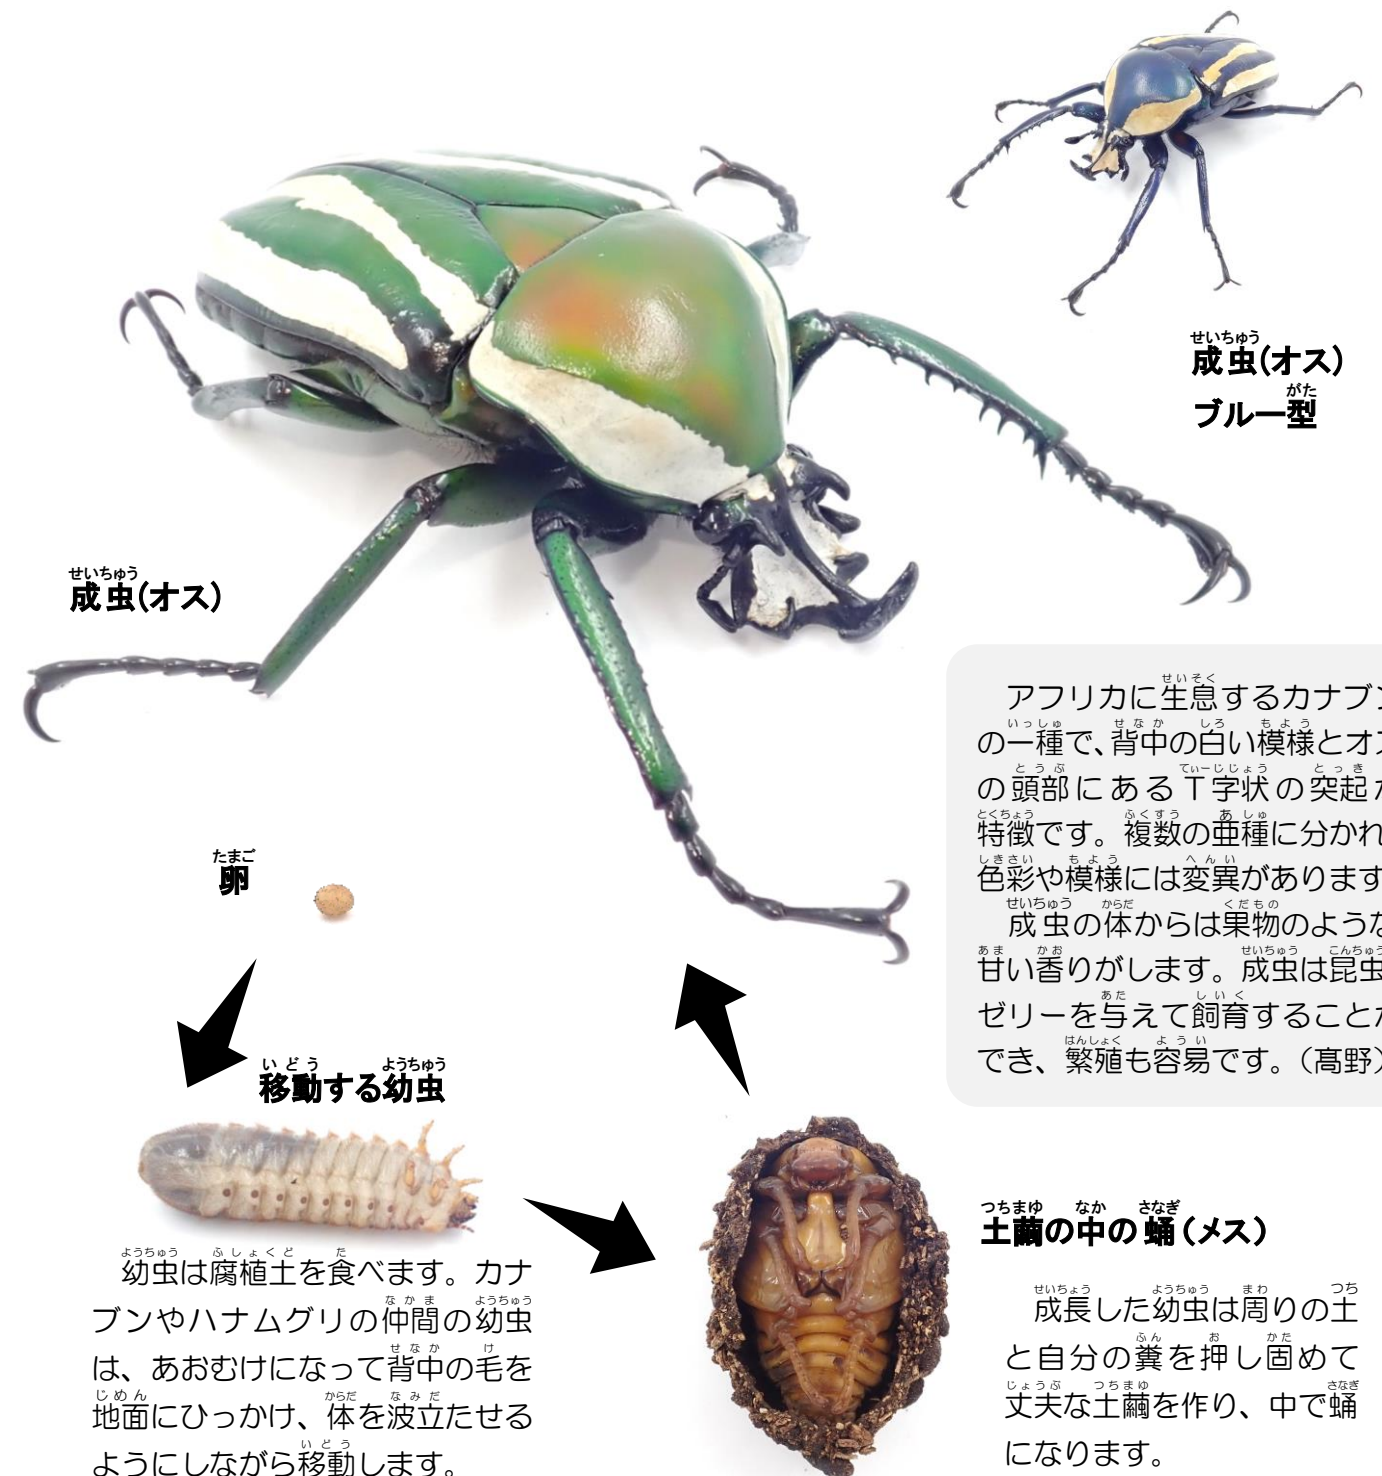 成虫(オス)
ブルー型
成虫(オス)
アフリカに生息するカナブン
の一種で、背中の白い模様とオス
の頭部にあるT字状の突起が
特徴です。複数の亜種に分かれ
色彩や模様には変異があります
成虫の体からは果物のような
甘い香りがします。成虫は昆虫
ゼリーを与えて飼育することが
でき、繁殖も容易です。(髙野)
卵
移動する幼虫
幼虫は腐植土を食べます。カナ
ブンやハナムグリの仲間の幼虫
は、あおむけになって背中の毛を
地面にひっかけ、体を波立たせる
ようにしながら移動します。
土繭の中の蛹(メス)
成長した幼虫は周りの土
と自分の糞を押し固めて
丈夫な土繭を作り、中で蛹
になります。